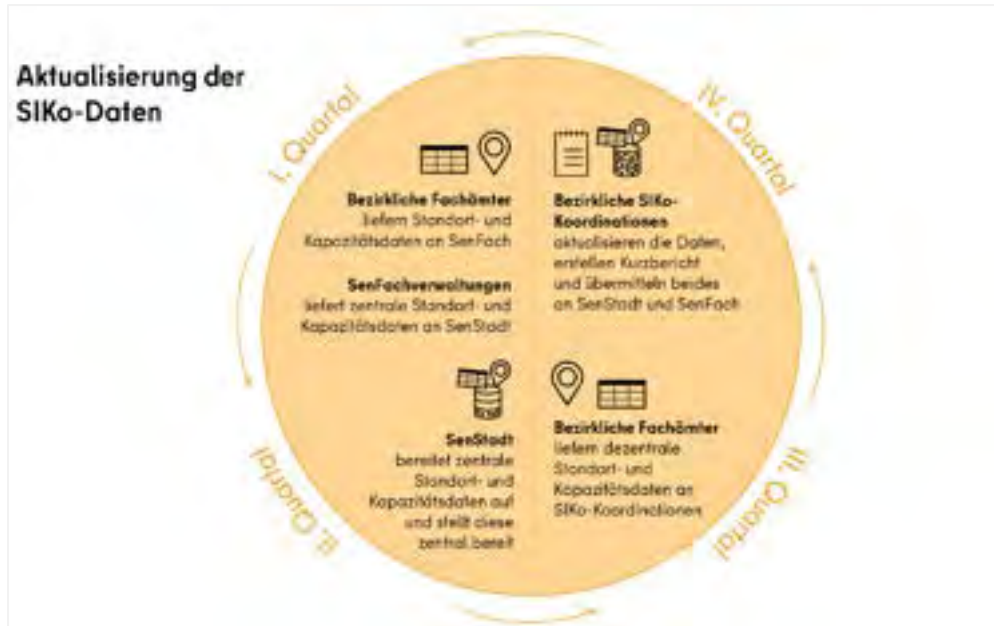 Aktualisierung der
SIKo-Daten
I. Quartal
Bezirkliche Fachämter
liefern Standort- und
Kapazitätsdaten an SenFach
SenFachverwaltungen
liefert zentrale Standort- und
Kapazitätsdaten an SenStadt
II. Quartal
SenStadt
bereitet zentrale
Standort- und
Kapazitätsdaten auf
und stellt diese
zentral bereit
III. Quartal
Bezirkliche Fachämter
liefern dezentrale
Standort- und
Kapazitätsdaten an
SIKo-Koordinationen
IV. Quartal
Bezirkliche SIKo-
Koordinationen
aktualisieren die Daten,
erstellen Kurzbericht
und übermitteln beides
an SenStadt und SenFach